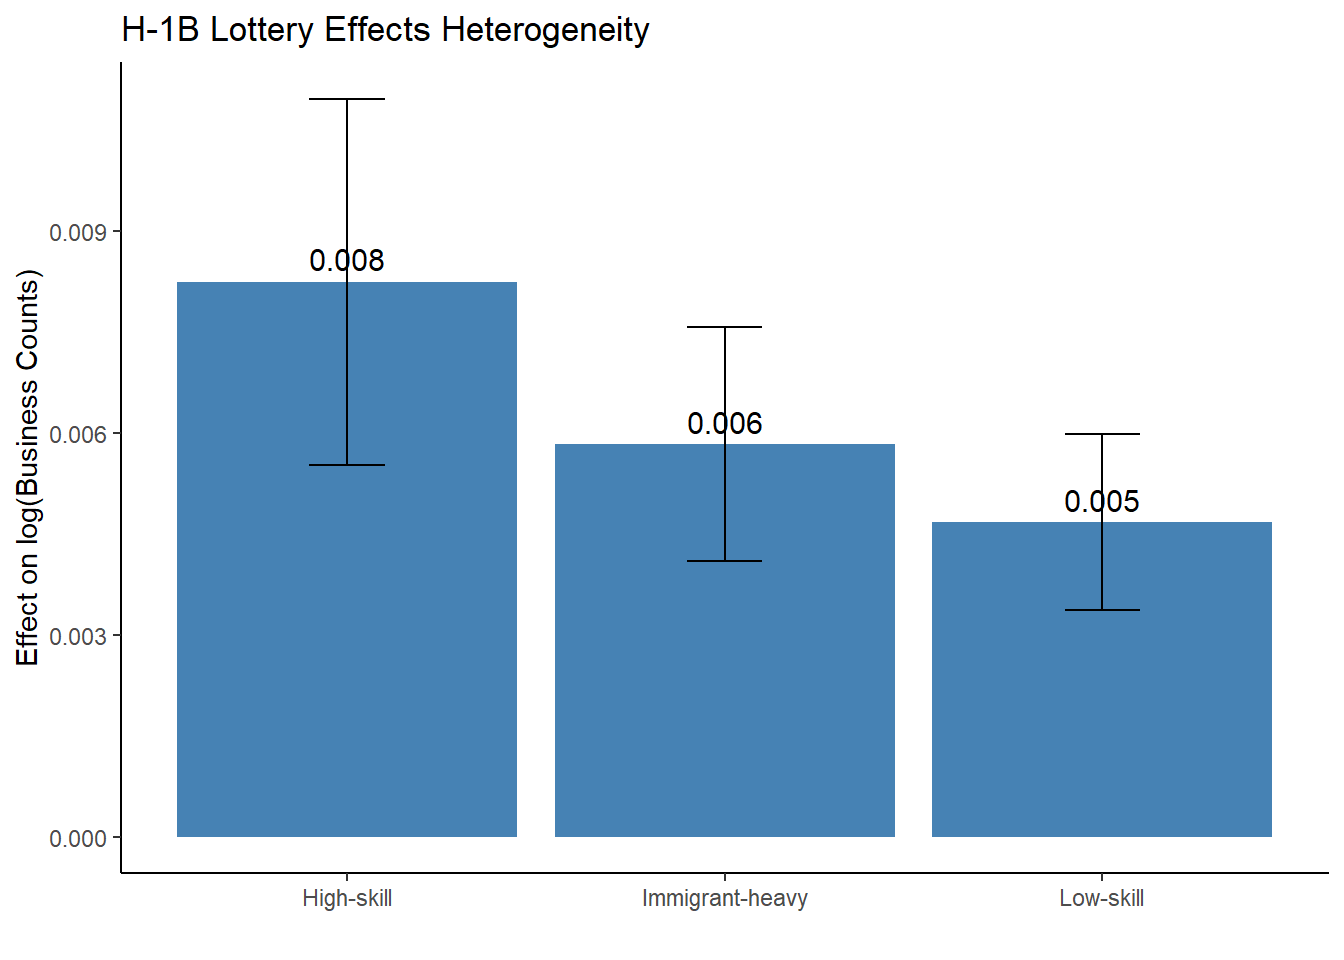 H-1B Lottery Effects Heterogeneity
Effect on log(Business Counts)
0.009
0.006
0.003
0.000
0.008
0.006
0.005
High-skill
Immigrant-heavy
Low-skill